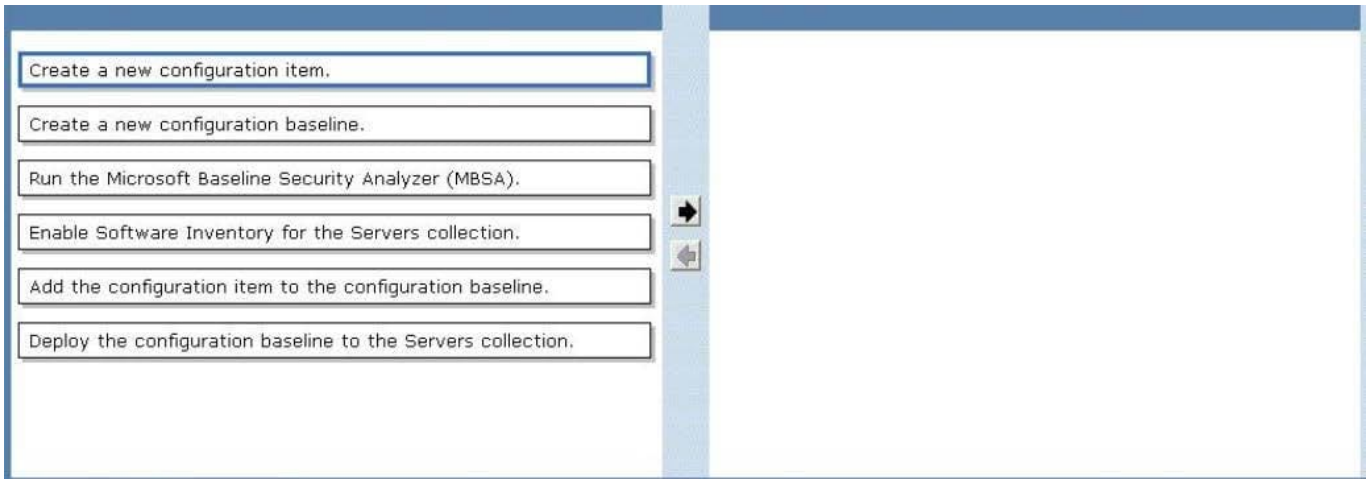 Create a new configuration item.
Create a new configuration baseline.
Run the Microsoft Baseline Security Analyzer (MBSA).
Enable Software Inventory for the Servers collection.
Add the configuration item to the configuration baseline.
Deploy the configuration baseline to the Servers collection.